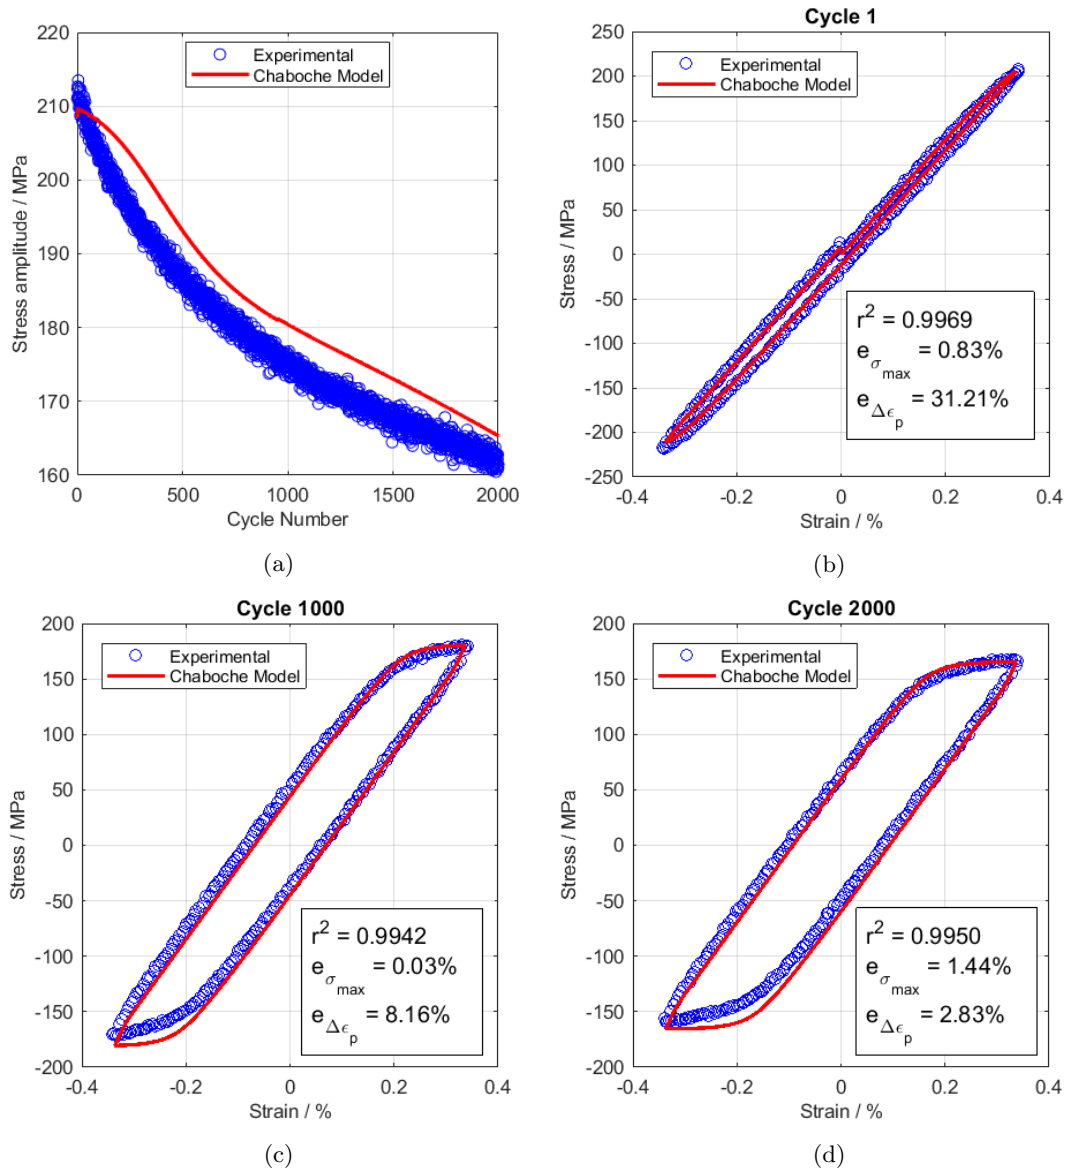 220
210
200
190
180
170
160
0
500
1000
1500
2000
Stress amplitude / MPa
Cycle Number
Experimental
Chaboche Model
(a)
Cycle 1
250
200
150
100
50
0
-50
-100
-150
-200
-250
-0.4
-0.2
0
0.2
0.4
Stress / MPa
Strain / %
Experimental
Chaboche Model
r² = 0.9969
e_σ_max = 0.83%
e_Δϵ_p = 31.21%
(b)
Cycle 1000
200
150
100
50
0
-50
-100
-150
-200
-0.4
-0.2
0
0.2
0.4
Stress / MPa
Strain / %
Experimental
Chaboche Model
r² = 0.9942
e_σ_max = 0.03%
e_Δϵ_p = 8.16%
(c)
Cycle 2000
200
150
100
50
0
-50
-100
-150
-200
-0.4
-0.2
0
0.2
0.4
Stress / MPa
Strain / %
Experimental
Chaboche Model
r² = 0.9950
e_σ_max = 1.44%
e_Δϵ_p = 2.83%
(d)